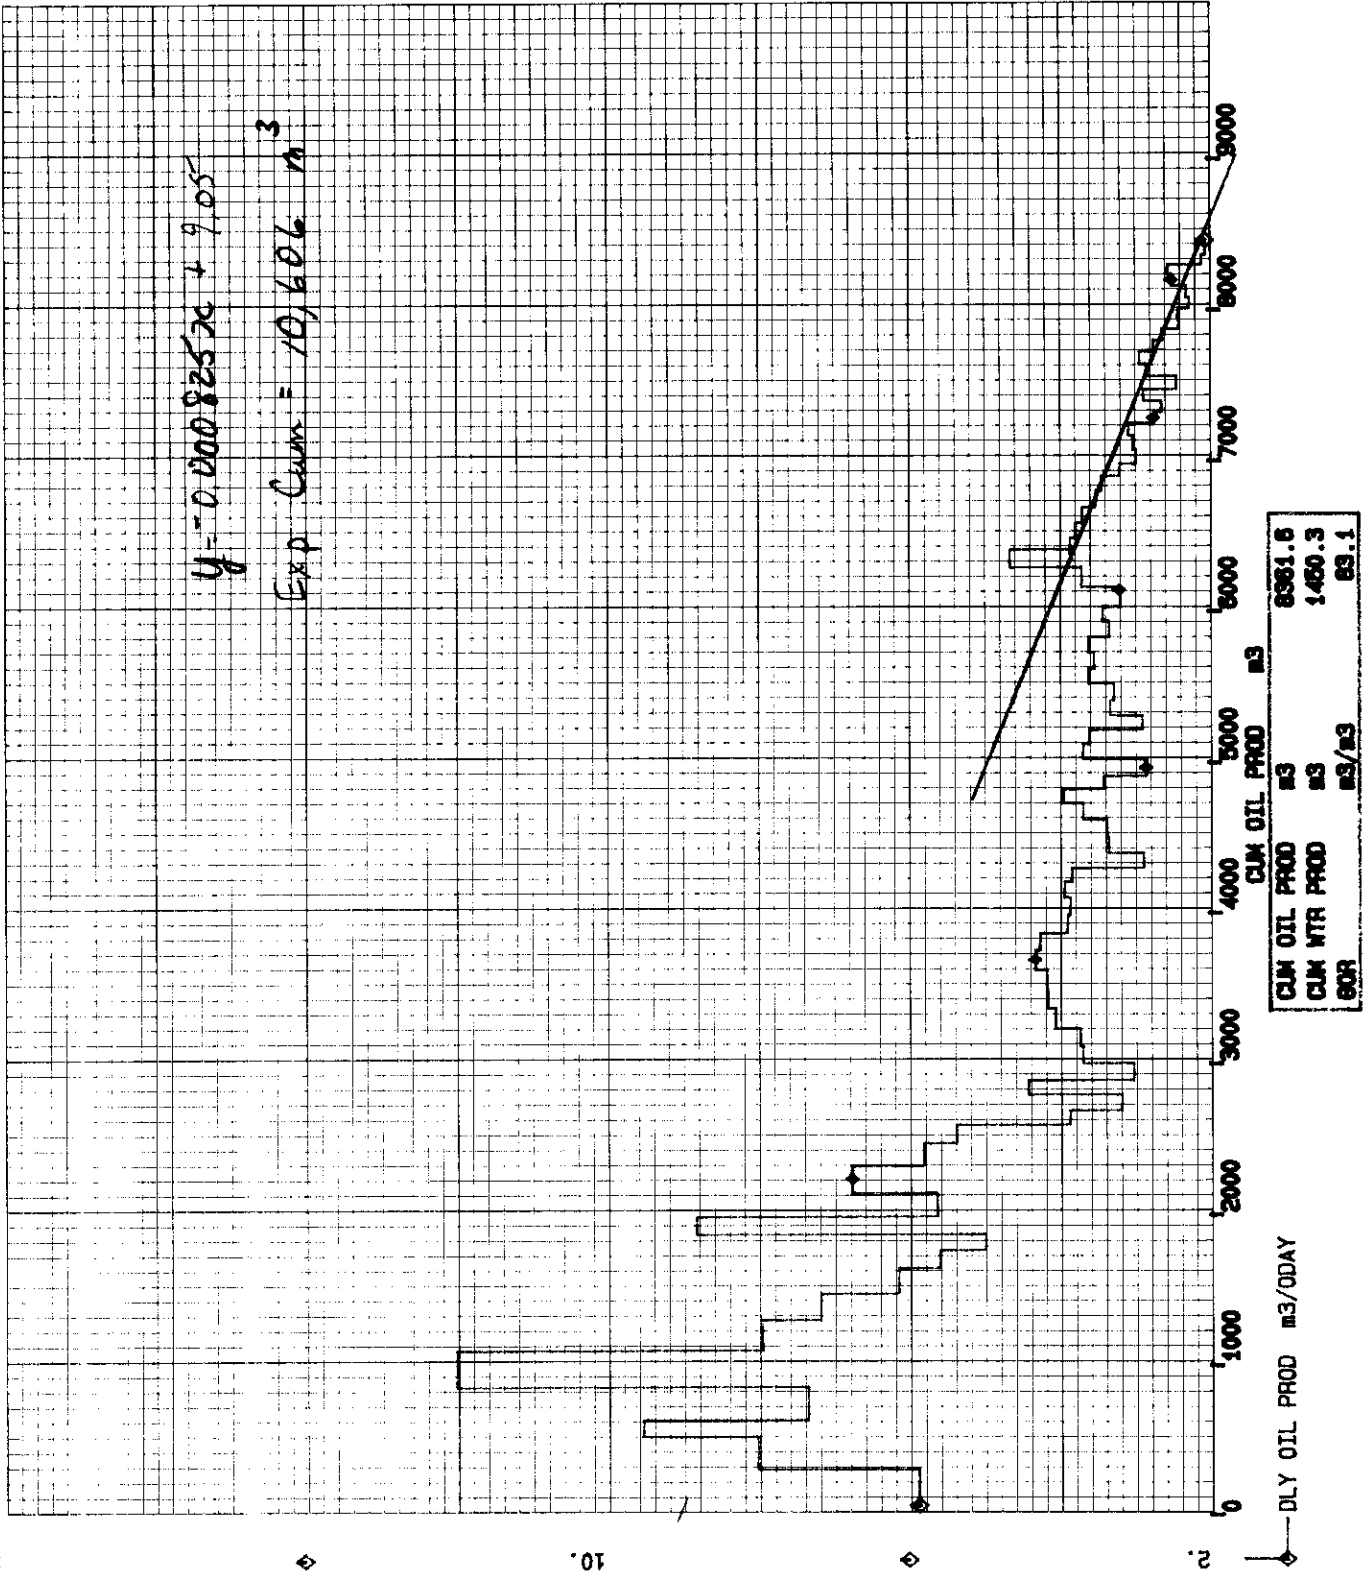 y = -0.000825x + 9.05
Exp Cum = 10,606 m3
10.
2.
0 1000 2000 3000 4000 5000 6000 7000 8000 9000
CUM OIL PROD m3
DLY OIL PROD m3/ODAY
CUM OIL PROD m3 8361.6
CUM WTR PROD m3 1460.3
GOR m3/m3 63.1